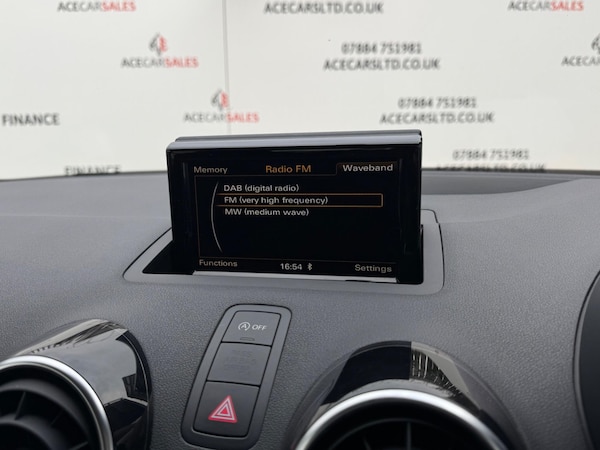 ACECARSALES
ACECARSLTD.CO.UK
ACECARSALES
ACECARSALES
07884 751981
ACECARSLTD.CO.UK
ACECARSALES
FINANCE
ACECARSALES
07884 751981
ACECARSLTD.CO.UK
FINANCE
07884 751981
Memory
Radio FM
Waveband
DAB (digital radio)
FM (very high frequency)
MW (medium wave)
Functions
16:54
Settings
OFF